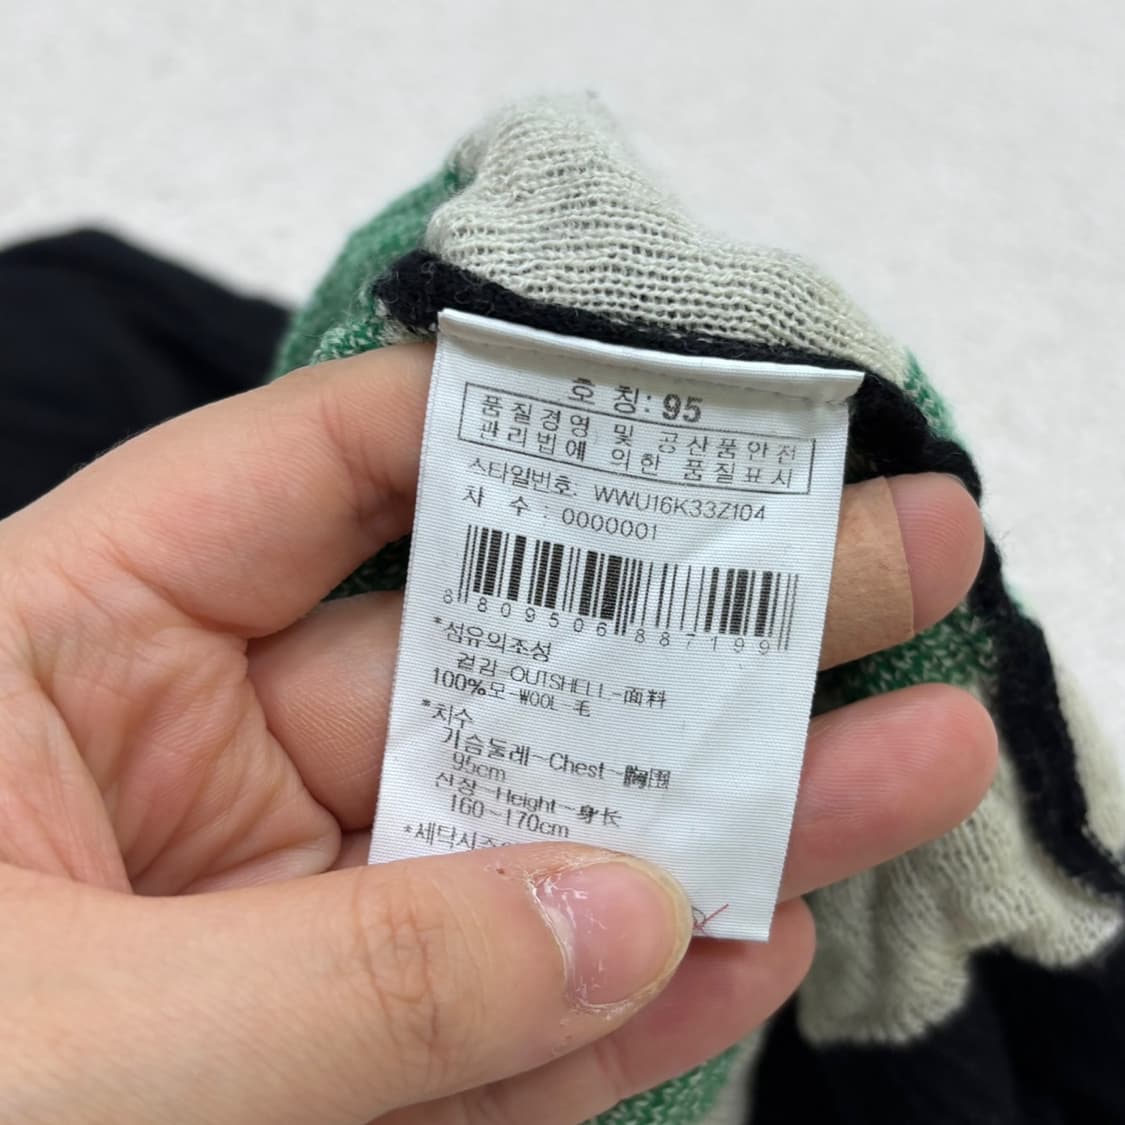 호 칭: 95
품질경영 및 공산품안전
관리법에 의한 품질표시
스타일번호: WWU16K33Z104
차 수 : 0000001
8 809506 887199
*섬유의조성
겉감-OUTSHELL-面料
100%모-WOOL-毛
*치수
가슴둘레-Chest-胸围
95cm
신장-Height-身长
160~170cm